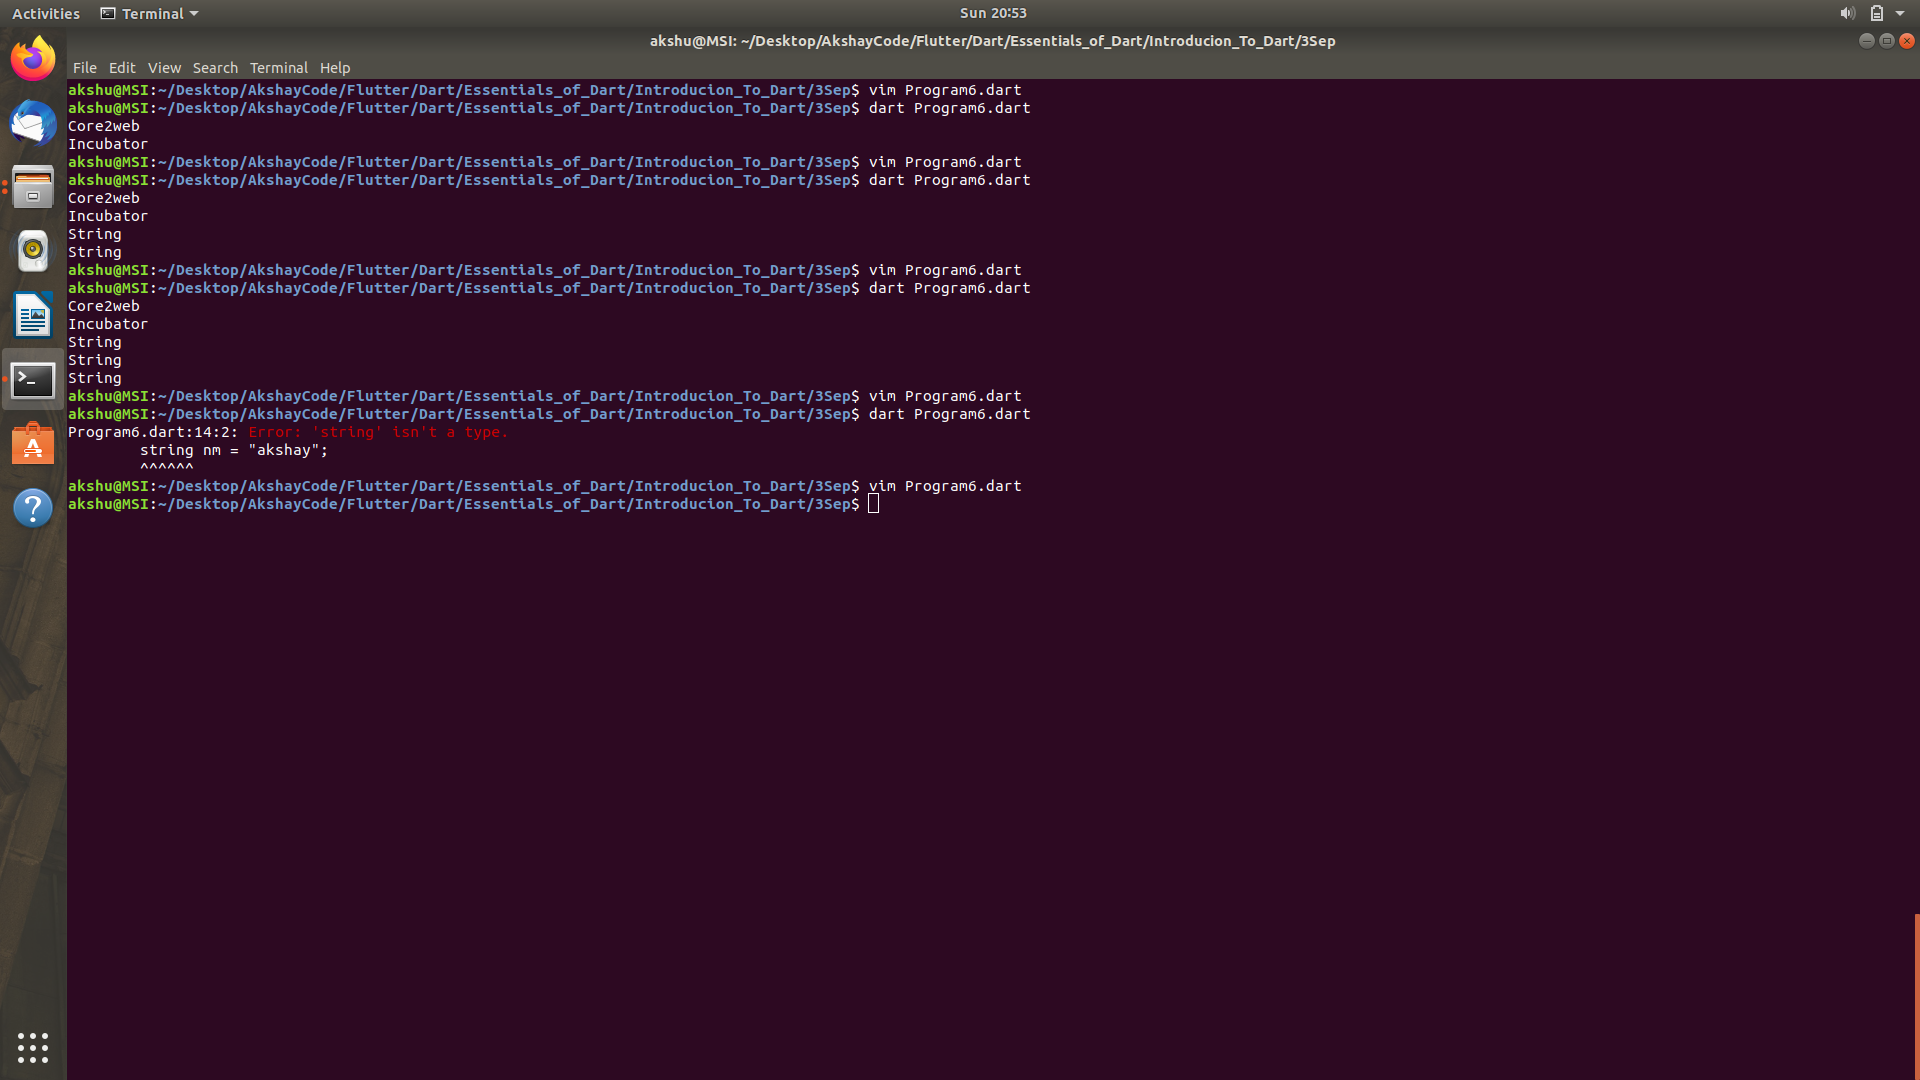 Activities Terminal Sun 20:53
akshu@MSI: ~/Desktop/AkshayCode/Flutter/Dart/Essentials_of_Dart/Introducion_To_Dart/3Sep
File Edit View Search Terminal Help
akshu@MSI:~/Desktop/AkshayCode/Flutter/Dart/Essentials_of_Dart/Introducion_To_Dart/3Sep$ vim Program6.dart
akshu@MSI:~/Desktop/AkshayCode/Flutter/Dart/Essentials_of_Dart/Introducion_To_Dart/3Sep$ dart Program6.dart
Core2web
Incubator
akshu@MSI:~/Desktop/AkshayCode/Flutter/Dart/Essentials_of_Dart/Introducion_To_Dart/3Sep$ vim Program6.dart
akshu@MSI:~/Desktop/AkshayCode/Flutter/Dart/Essentials_of_Dart/Introducion_To_Dart/3Sep$ dart Program6.dart
Core2web
Incubator
String
String
akshu@MSI:~/Desktop/AkshayCode/Flutter/Dart/Essentials_of_Dart/Introducion_To_Dart/3Sep$ vim Program6.dart
akshu@MSI:~/Desktop/AkshayCode/Flutter/Dart/Essentials_of_Dart/Introducion_To_Dart/3Sep$ dart Program6.dart
Core2web
Incubator
String
String
String
akshu@MSI:~/Desktop/AkshayCode/Flutter/Dart/Essentials_of_Dart/Introducion_To_Dart/3Sep$ vim Program6.dart
akshu@MSI:~/Desktop/AkshayCode/Flutter/Dart/Essentials_of_Dart/Introducion_To_Dart/3Sep$ dart Program6.dart
Program6.dart:14:2: Error: 'string' isn't a type.
        string nm = "akshay";
        ^^^^^^
akshu@MSI:~/Desktop/AkshayCode/Flutter/Dart/Essentials_of_Dart/Introducion_To_Dart/3Sep$ vim Program6.dart
akshu@MSI:~/Desktop/AkshayCode/Flutter/Dart/Essentials_of_Dart/Introducion_To_Dart/3Sep$